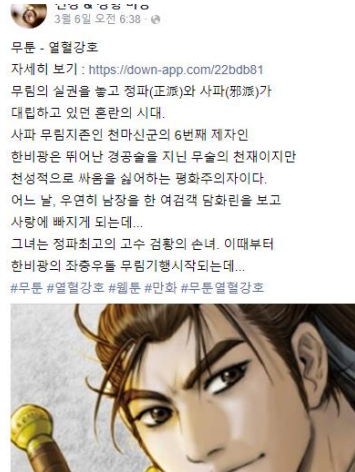 3월 6일 오전 6:38 ·
무툰 - 열혈강호
자세히 보기 : https://down-app.com/22bdb81
무림의 실권을 놓고 정파(正派)와 사파(邪派)가
대립하고 있던 혼란의 시대.
사파 무림지존인 천마신군의 6번째 제자인
한비광은 뛰어난 경공술을 지닌 무술의 천재이지만
천성적으로 싸움을 싫어하는 평화주의자이다.
어느 날, 우연히 남장을 한 여검객 담화린을 보고
사랑에 빠지게 되는데...
그녀는 정파최고의 고수 검황의 손녀. 이때부터
한비광의 좌충우돌 무림기행시작되는데...
#무툰 #열혈강호 #웹툰 #만화 #무툰열혈강호